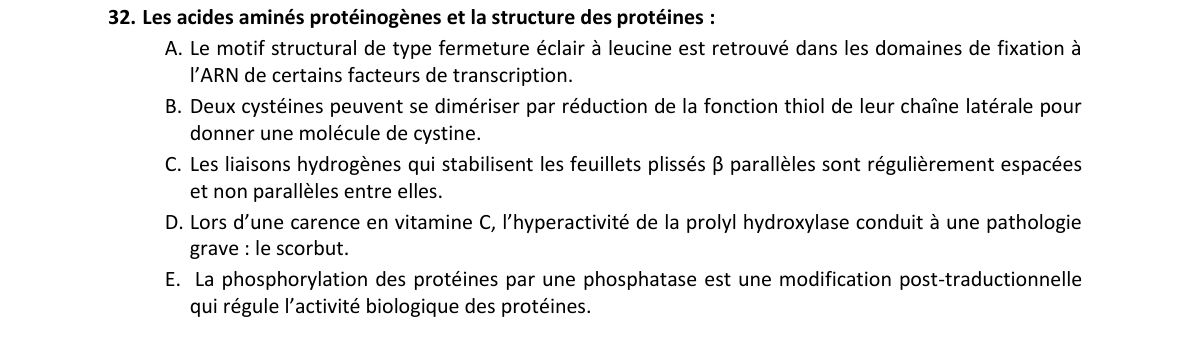 32. Les acides aminés protéinogènes et la structure des protéines :
A. Le motif structural de type fermeture éclair à leucine est retrouvé dans les domaines de fixation à
l’ARN de certains facteurs de transcription.
B. Deux cystéines peuvent se dimériser par réduction de la fonction thiol de leur chaîne latérale pour
donner une molécule de cystine.
C. Les liaisons hydrogènes qui stabilisent les feuillets plissés β parallèles sont régulièrement espacées
et non parallèles entre elles.
D. Lors d’une carence en vitamine C, l’hyperactivité de la prolyl hydroxylase conduit à une pathologie
grave : le scorbut.
E. La phosphorylation des protéines par une phosphatase est une modification post-traductionnelle
qui régule l’activité biologique des protéines.